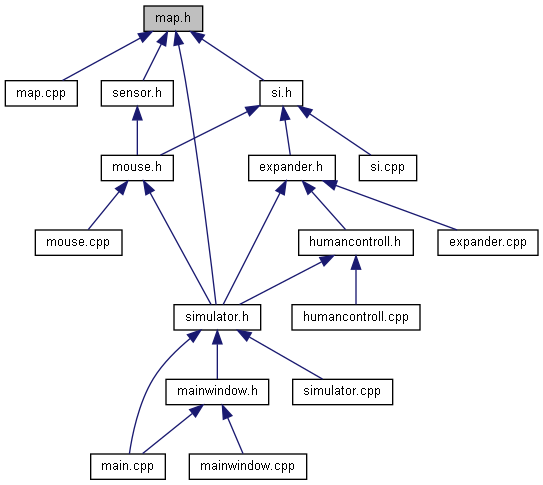 map.h
map.cpp
sensor.h
si.h
mouse.h
expander.h
si.cpp
mouse.cpp
humancontroll.h
expander.cpp
simulator.h
humancontroll.cpp
mainwindow.h
simulator.cpp
main.cpp
mainwindow.cpp